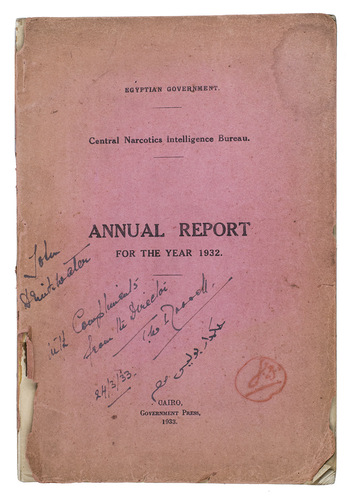 EGYPTIAN GOVERNMENT.
Central Narcotics Intelligence Bureau.
ANNUAL REPORT
FOR THE YEAR 1932.
John
Drinkwater
with Compliments
from the Director
24/3/33
CAIRO,
GOVERNMENT PRESS,
1933.